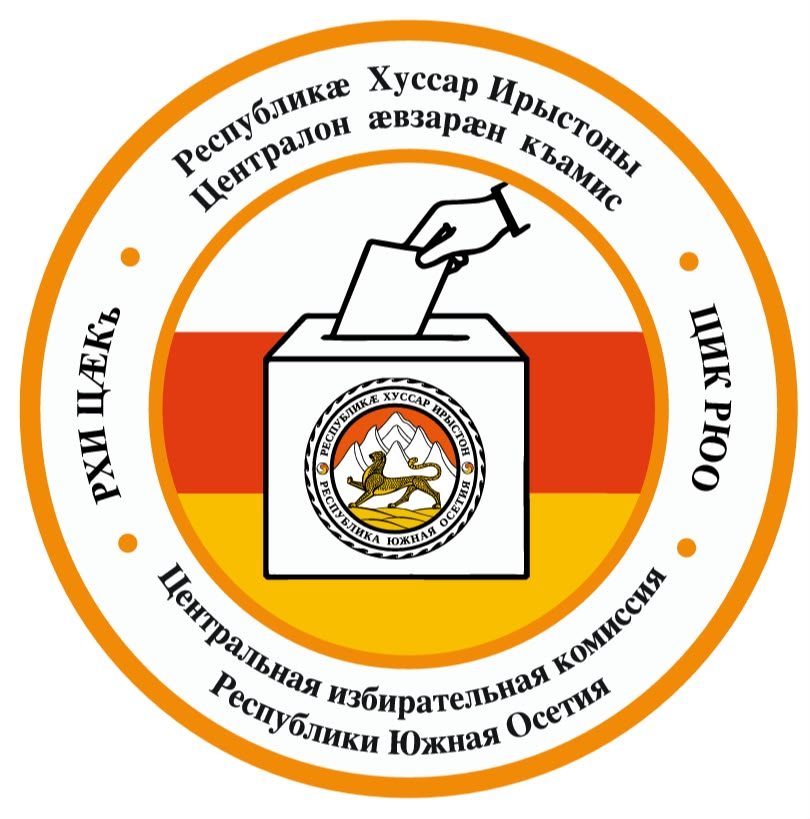 Республикæ Хуссар Ирыстоны
Централон æвзарæн къамис
РХИ ЦÆКъ
ЦИК РЮО
РЕСПУБЛИКÆ ХУССАР ИРЫСТОН
РЕСПУБЛИКА ЮЖНАЯ ОСЕТИЯ
Центральная избирательная комиссия
Республики Южная Осетия